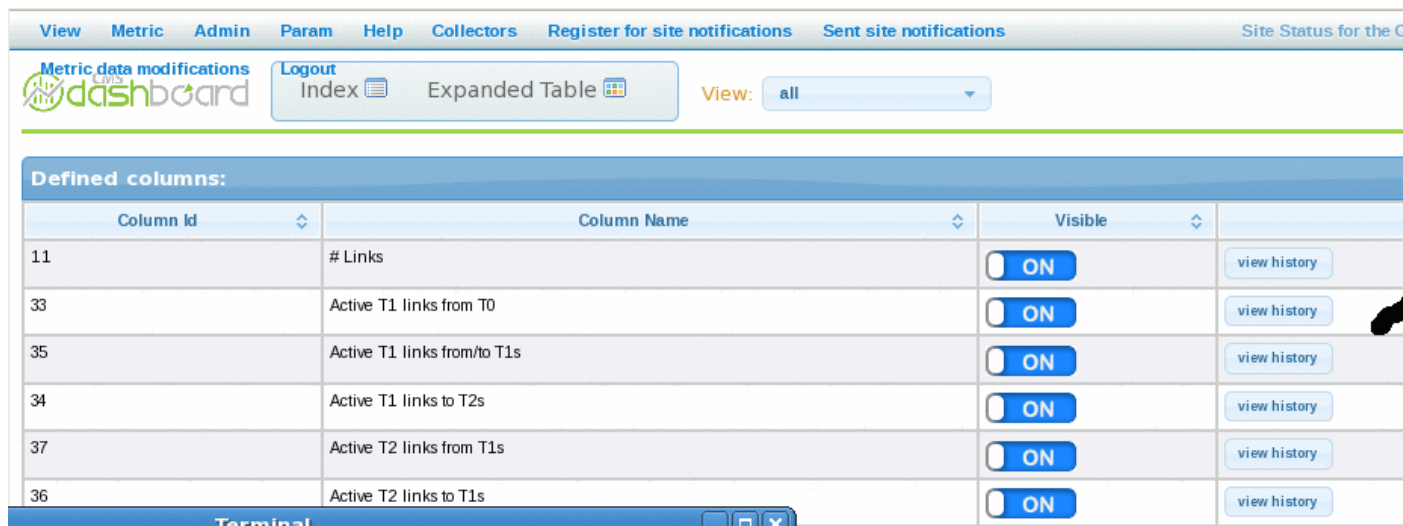 View Metric Admin Param Help Collectors Register for site notifications Sent site notifications Site Status for the
Metric data modifications Logout
CMS
dashboard Index Expanded Table View: all
Defined columns:
Column Id Column Name Visible
11 # Links ON view history
33 Active T1 links from T0 ON view history
35 Active T1 links from/to T1s ON view history
34 Active T1 links to T2s ON view history
37 Active T2 links from T1s ON view history
36 Active T2 links to T1s ON view history
Terminal